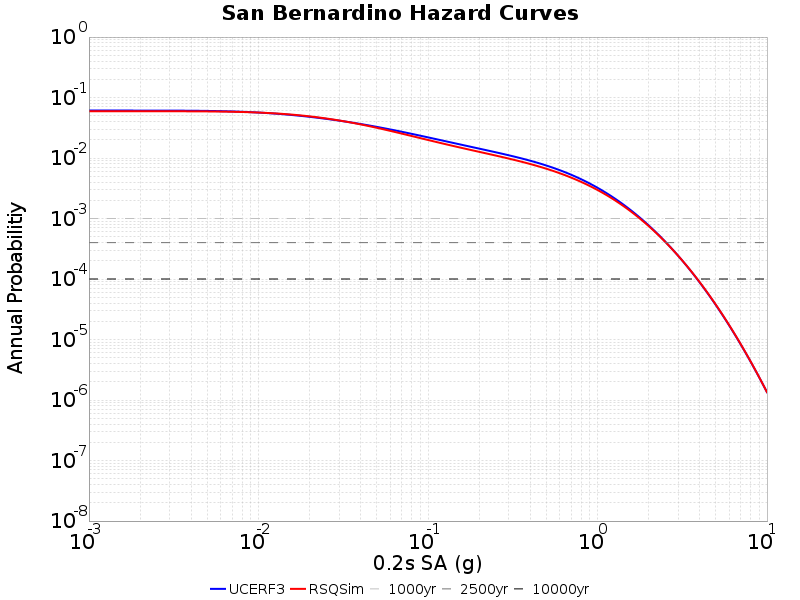 San Bernardino Hazard Curves
10^0
10^-1
10^-2
10^-3
10^-4
10^-5
10^-6
10^-7
10^-8
Annual Probabilitiy
10^-3 10^-2 10^-1 10^0 10^1
0.2s SA (g)
UCERF3 RSQSim 1000yr 2500yr 10000yr